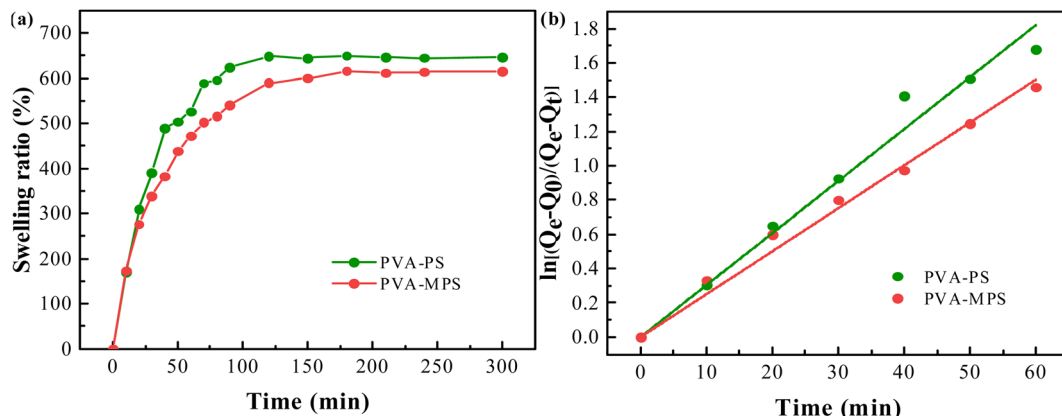 (a)
700
600
500
400
300
200
100
0
Swelling ratio (%)
PVA-PS
PVA-MPS
0 50 100 150 200 250 300
Time (min)
(b)
1.8
1.6
1.4
1.2
1.0
0.8
0.6
0.4
0.2
0.0
ln[(Qe-Q0)/(Qe-Qt)]
PVA-PS
PVA-MPS
0 10 20 30 40 50 60
Time (min)